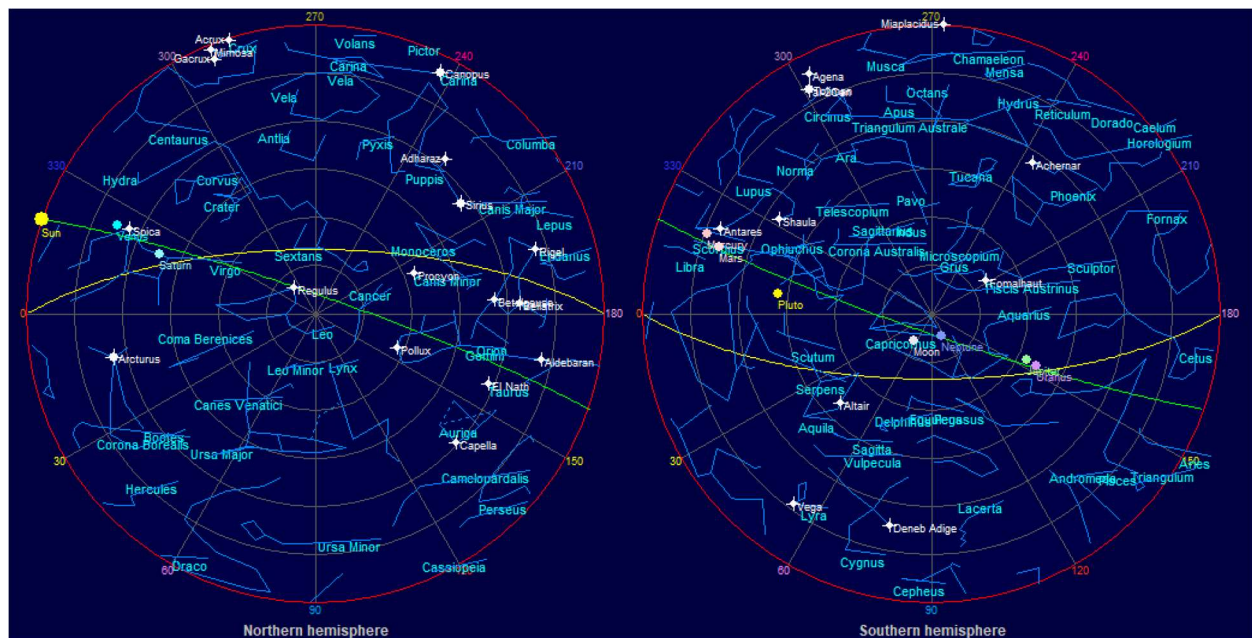 270
Acrux
Crux
Mimosa
Gacrux
300
Volans
Pictor
240
Carina
Canopus
Carina
Vela
Vela
Centaurus
Antlia
Pyxis
Columba
Adharaz
330
210
Hydra
Corvus
Puppis
Sirius
Crater
Canis Major
Lepus
Sun
Spica
Rigel
Saturn
Virgo
Sextans
Monoceros
Procyon
Canis Minor
Regulus
Cancer
0
180
Leo
Coma Berenices
Pollux
Orion
Gemini
Aldebaran
Arcturus
Leo Minor
Lynx
El Nath
Taurus
Canes Venatici
Auriga
Capella
Bootes
Corona Borealis
Ursa Major
30
150
Hercules
Camelopardalis
Perseus
Ursa Minor
Draco
60
Cassiopeia
90
Northern hemisphere
Miaplacidus
270
300
Chamaeleon
240
Musca
Mensa
Agena
Octans
Hydrus
Circinus
Apus
Reticulum
Dorado
Caelum
Triangulum Australe
Horologium
Ara
Achernar
330
Norma
Tucana
210
Lupus
Pavo
Phoenix
Telescopium
Shaula
Fornax
Antares
Sagittarius
Mercury
Scorpius
Mars
Ophiuchus
Corona Australis
Microscopium
Grus
Sculptor
Libra
Fomalhaut
Piscis Austrinus
Pluto
0
Aquarius
180
Capricornus
Neptune
Moon
Scutum
Cetus
Uranus
Serpens
Altair
Aquila
Delphinus
Pegasus
Sagitta
Vulpecula
30
150
Aries
Andromeda
Pisces
Triangulum
Vega
Lyra
Lacerta
Deneb Adige
Cygnus
60
120
Cepheus
90
Southern hemisphere